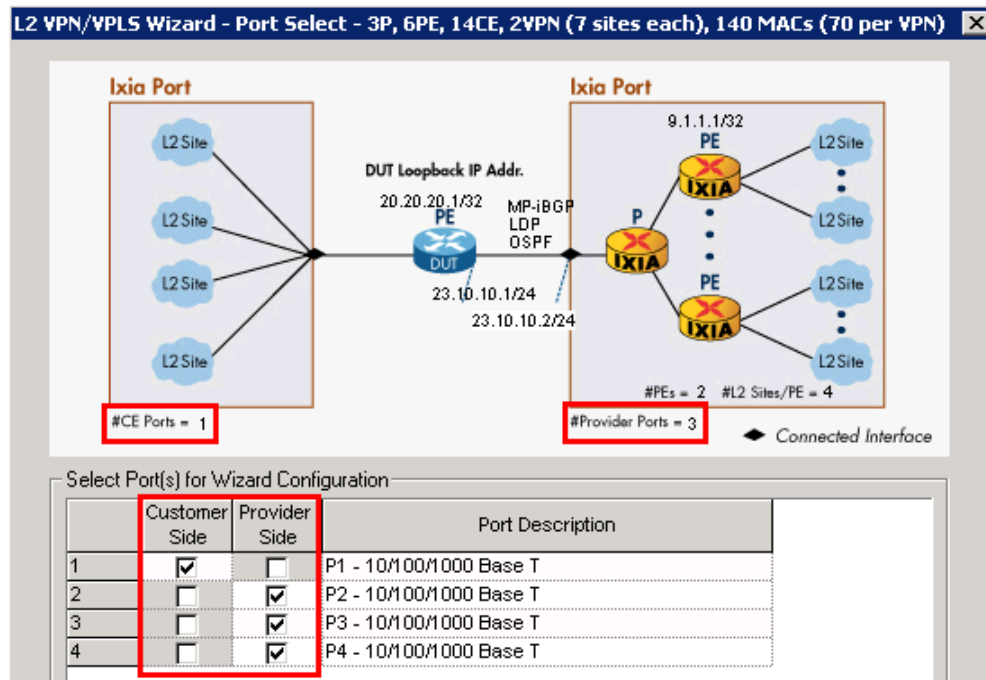 L2 VPN/VPLS Wizard - Port Select - 3P, 6PE, 14CE, 2VPN (7 sites each), 140 MACs (70 per VPN)
Ixia Port
Ixia Port
9.1.1.1/32
PE
L2 Site
IXIA
L2 Site
DUT Loopback IP Addr.
20.20.20.1/32
PE
DUT
MP-iBGP
LDP
OSPF
P
IXIA
L2 Site
L2 Site
23.10.10.1/24
23.10.10.2/24
PE
IXIA
L2 Site
L2 Site
L2 Site
L2 Site
#PEs = 2 #L2 Sites/PE = 4
#CE Ports = 1
#Provider Ports = 3
Connected Interface
Select Port(s) for Wizard Configuration
Customer Side Provider Side Port Description
1 P1 - 10/100/1000 Base T
2 P2 - 10/100/1000 Base T
3 P3 - 10/100/1000 Base T
4 P4 - 10/100/1000 Base T